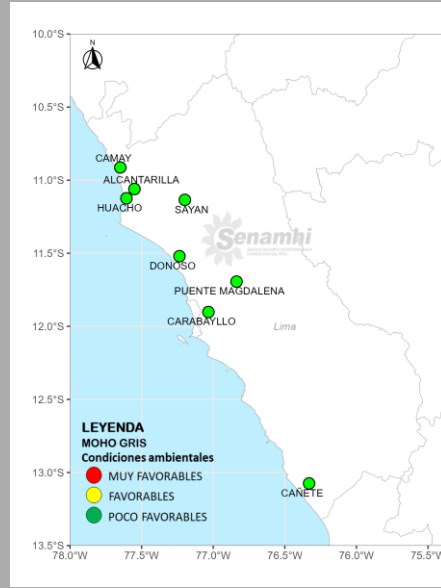 10.0°S
N
10.5°S
CAMAY
11.0°S
ALCANTARILLA
HUACHO
SAYAN
11.5°S
Senamhi
DONOSO
PUENTE MAGDALENA
12.0°S
CARABAYLLO
Lima
12.5°S
LEYENDA
MOHO GRIS
Condiciones ambientales
13.0°S
MUY FAVORABLES
CAÑETE
FAVORABLES
POCO FAVORABLES
13.5°S
78.0°W 77.5°W 77.0°W 76.5°W 76.0°W 75.5°W